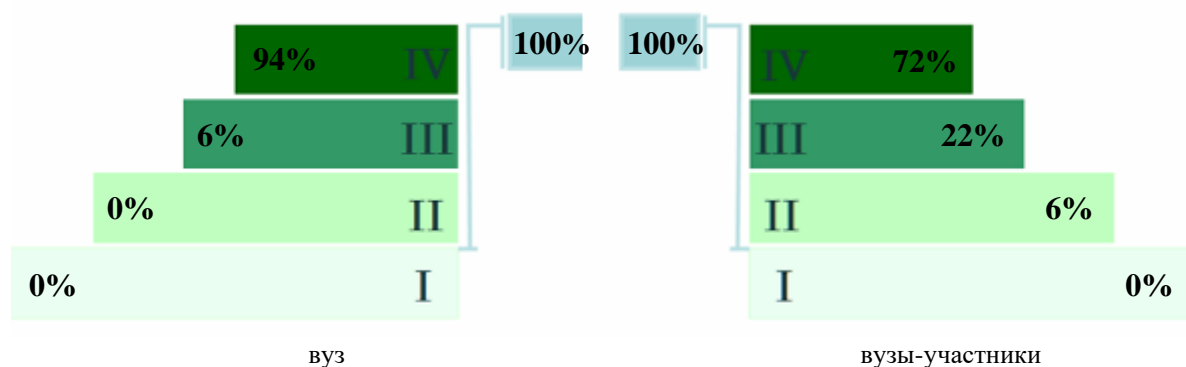 94% IV 100% 100% IV 72%
6% III III 22%
0% II II 6%
0% I I 0%
вуз вузы-участники